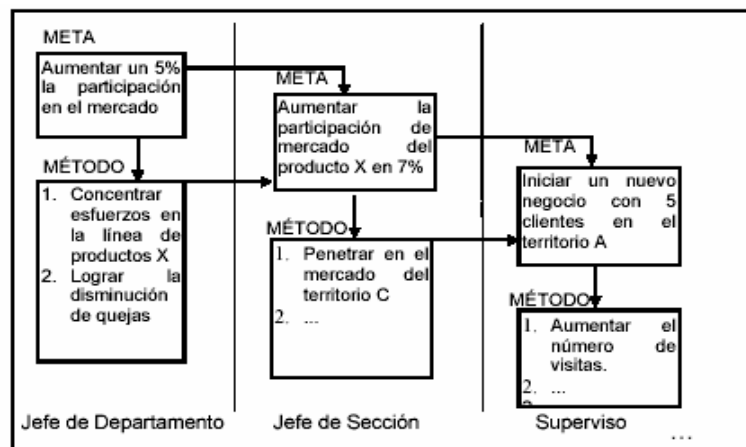 META
Aumentar un 5%
la participación
en el mercado
MÉTODO
1. Concentrar
esfuerzos en
la línea de
productos X
2. Lograr la
disminución
de quejas
Jefe de Departamento
META
Aumentar la
participación de
mercado del
producto X en 7%
MÉTODO
1. Penetrar en el
mercado del
territorio C
2. ...
Jefe de Sección
META
Iniciar un nuevo
negocio con 5
clientes en el
territorio A
MÉTODO
1. Aumentar el
número de
visitas.
2. ...
Superviso
...